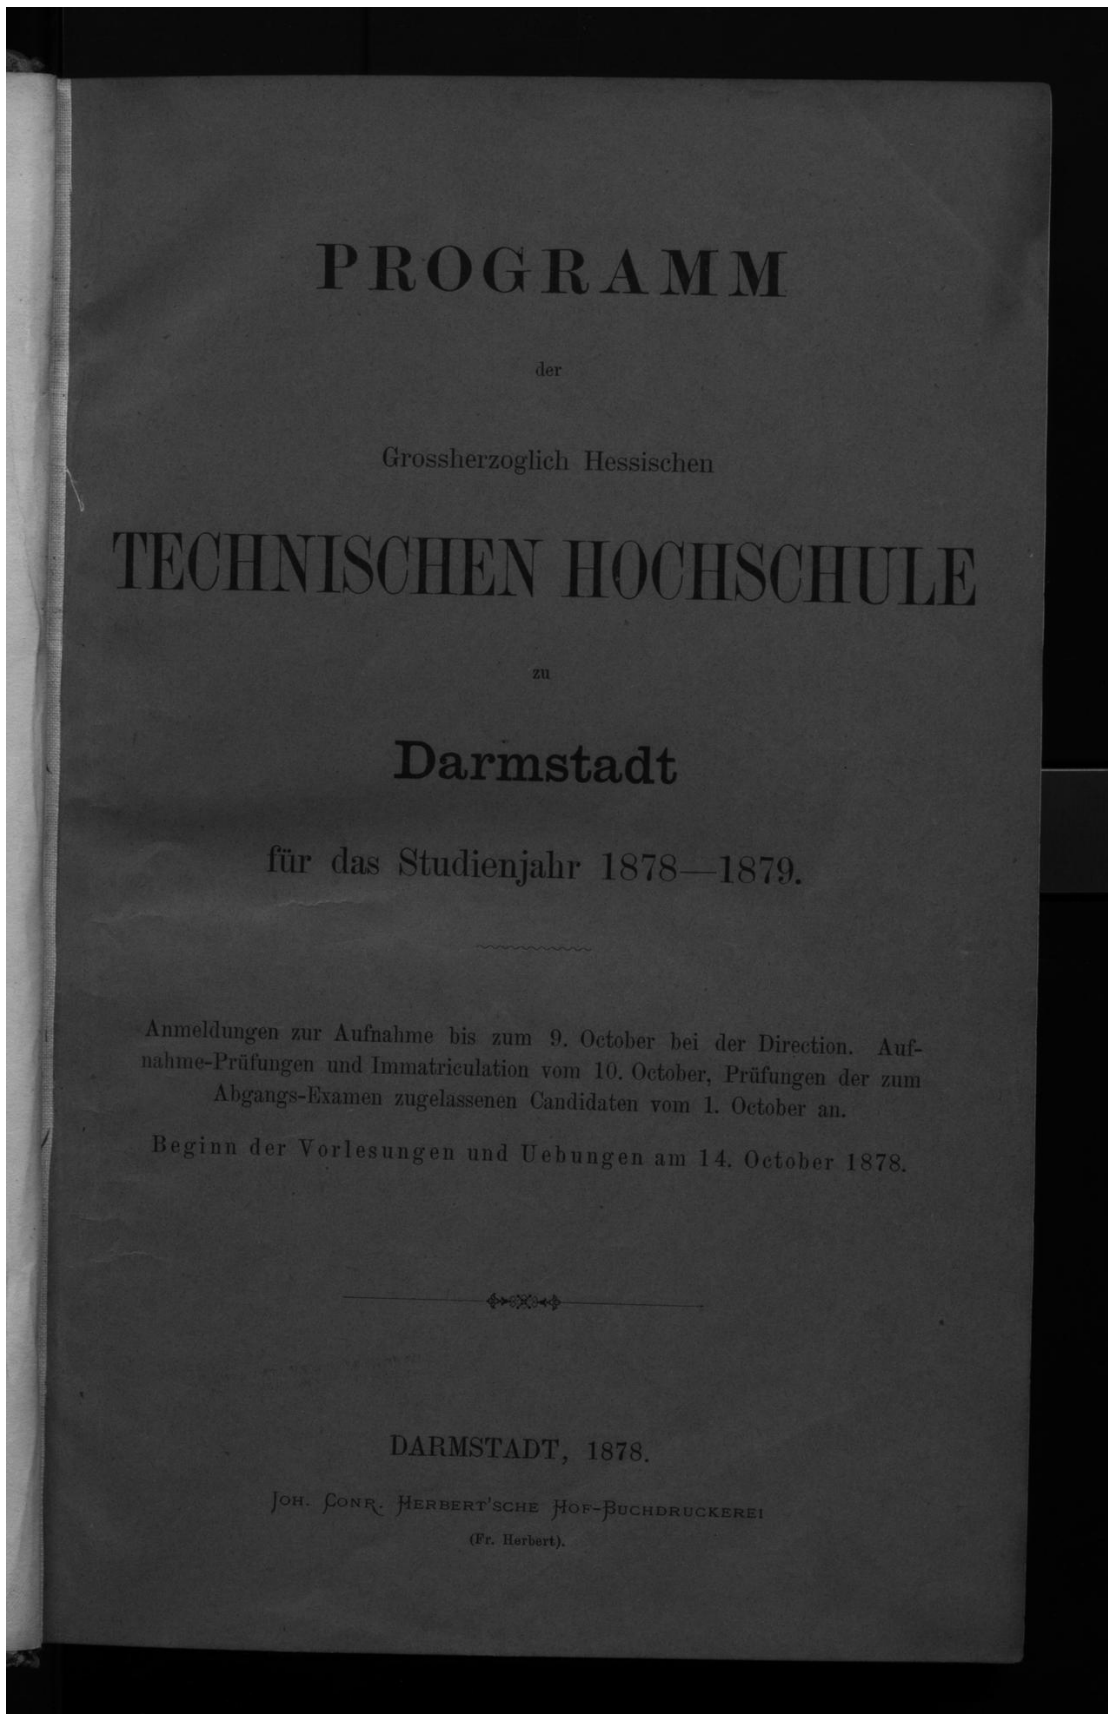 PROGRAMM
der
Grossherzoglich Hessischen
TECHNISCHEN HOCHSCHULE
zu
Darmstadt
für das Studienjahr 1878—1879.
Anmeldungen zur Aufnahme bis zum 9. October bei der Direction. Auf-
nahme-Prüfungen und Immatriculation vom 10. October, Prüfungen der zum
Abgangs-Examen zugelassenen Candidaten vom 1. October an.
Beginn der Vorlesungen und Uebungen am 14. October 1878.
DARMSTADT, 1878.
JOH. CONR. HERBERT'SCHE HOF-BUCHDRUCKEREI
(Fr. Herbert).